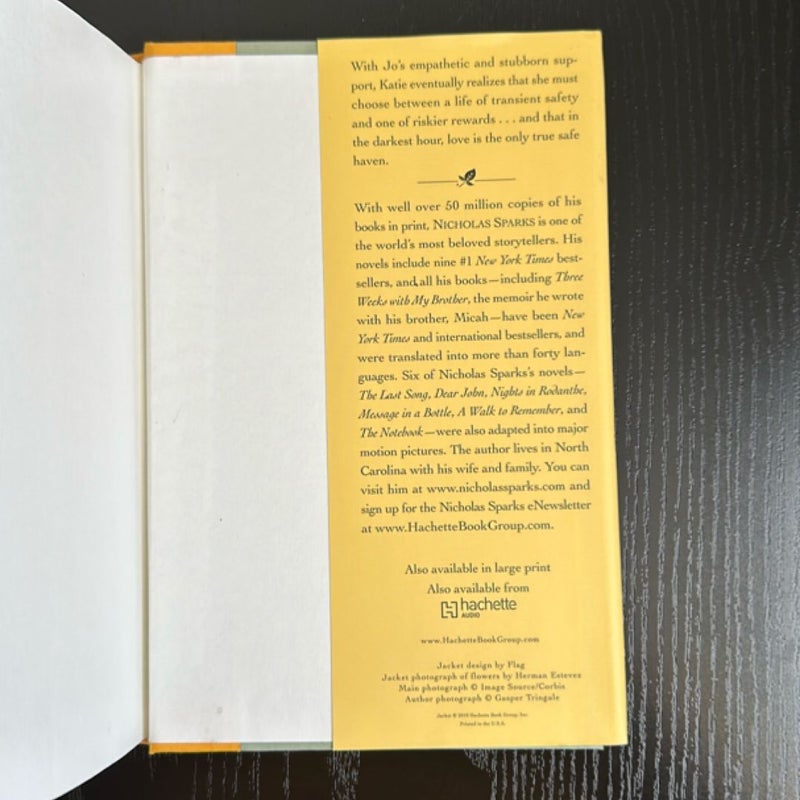 With Jo's empathetic and stubborn sup-
port, Katie eventually realizes that she must
choose between a life of transient safety
and one of riskier rewards . . . and that in
the darkest hour, love is the only true safe
haven.
With well over 50 million copies of his
books in print, NICHOLAS SPARKS is one of
the world's most beloved storytellers. His
novels include nine #1 New York Times best-
sellers, and all his books—including Three
Weeks with My Brother, the memoir he wrote
with his brother, Micah—have been New
York Times and international bestsellers, and
were translated into more than forty lan-
guages. Six of Nicholas Sparks's novels—
The Last Song, Dear John, Nights in Rodanthe,
Message in a Bottle, A Walk to Remember, and
The Notebook—were also adapted into major
motion pictures. The author lives in North
Carolina with his wife and family. You can
visit him at www.nicholassparks.com and
sign up for the Nicholas Sparks eNewsletter
at www.HachetteBookGroup.com.
Also available in large print
Also available from
hachette
AUDIO
www.HachetteBookGroup.com
Jacket design by Flag
Jacket photograph of flowers by Herman Estevez
Main photograph © Image Source/Corbis
Author photograph © Gasper Tringale
Jacket © 2010 Hachette Book Group, Inc.
Printed in the U.S.A.